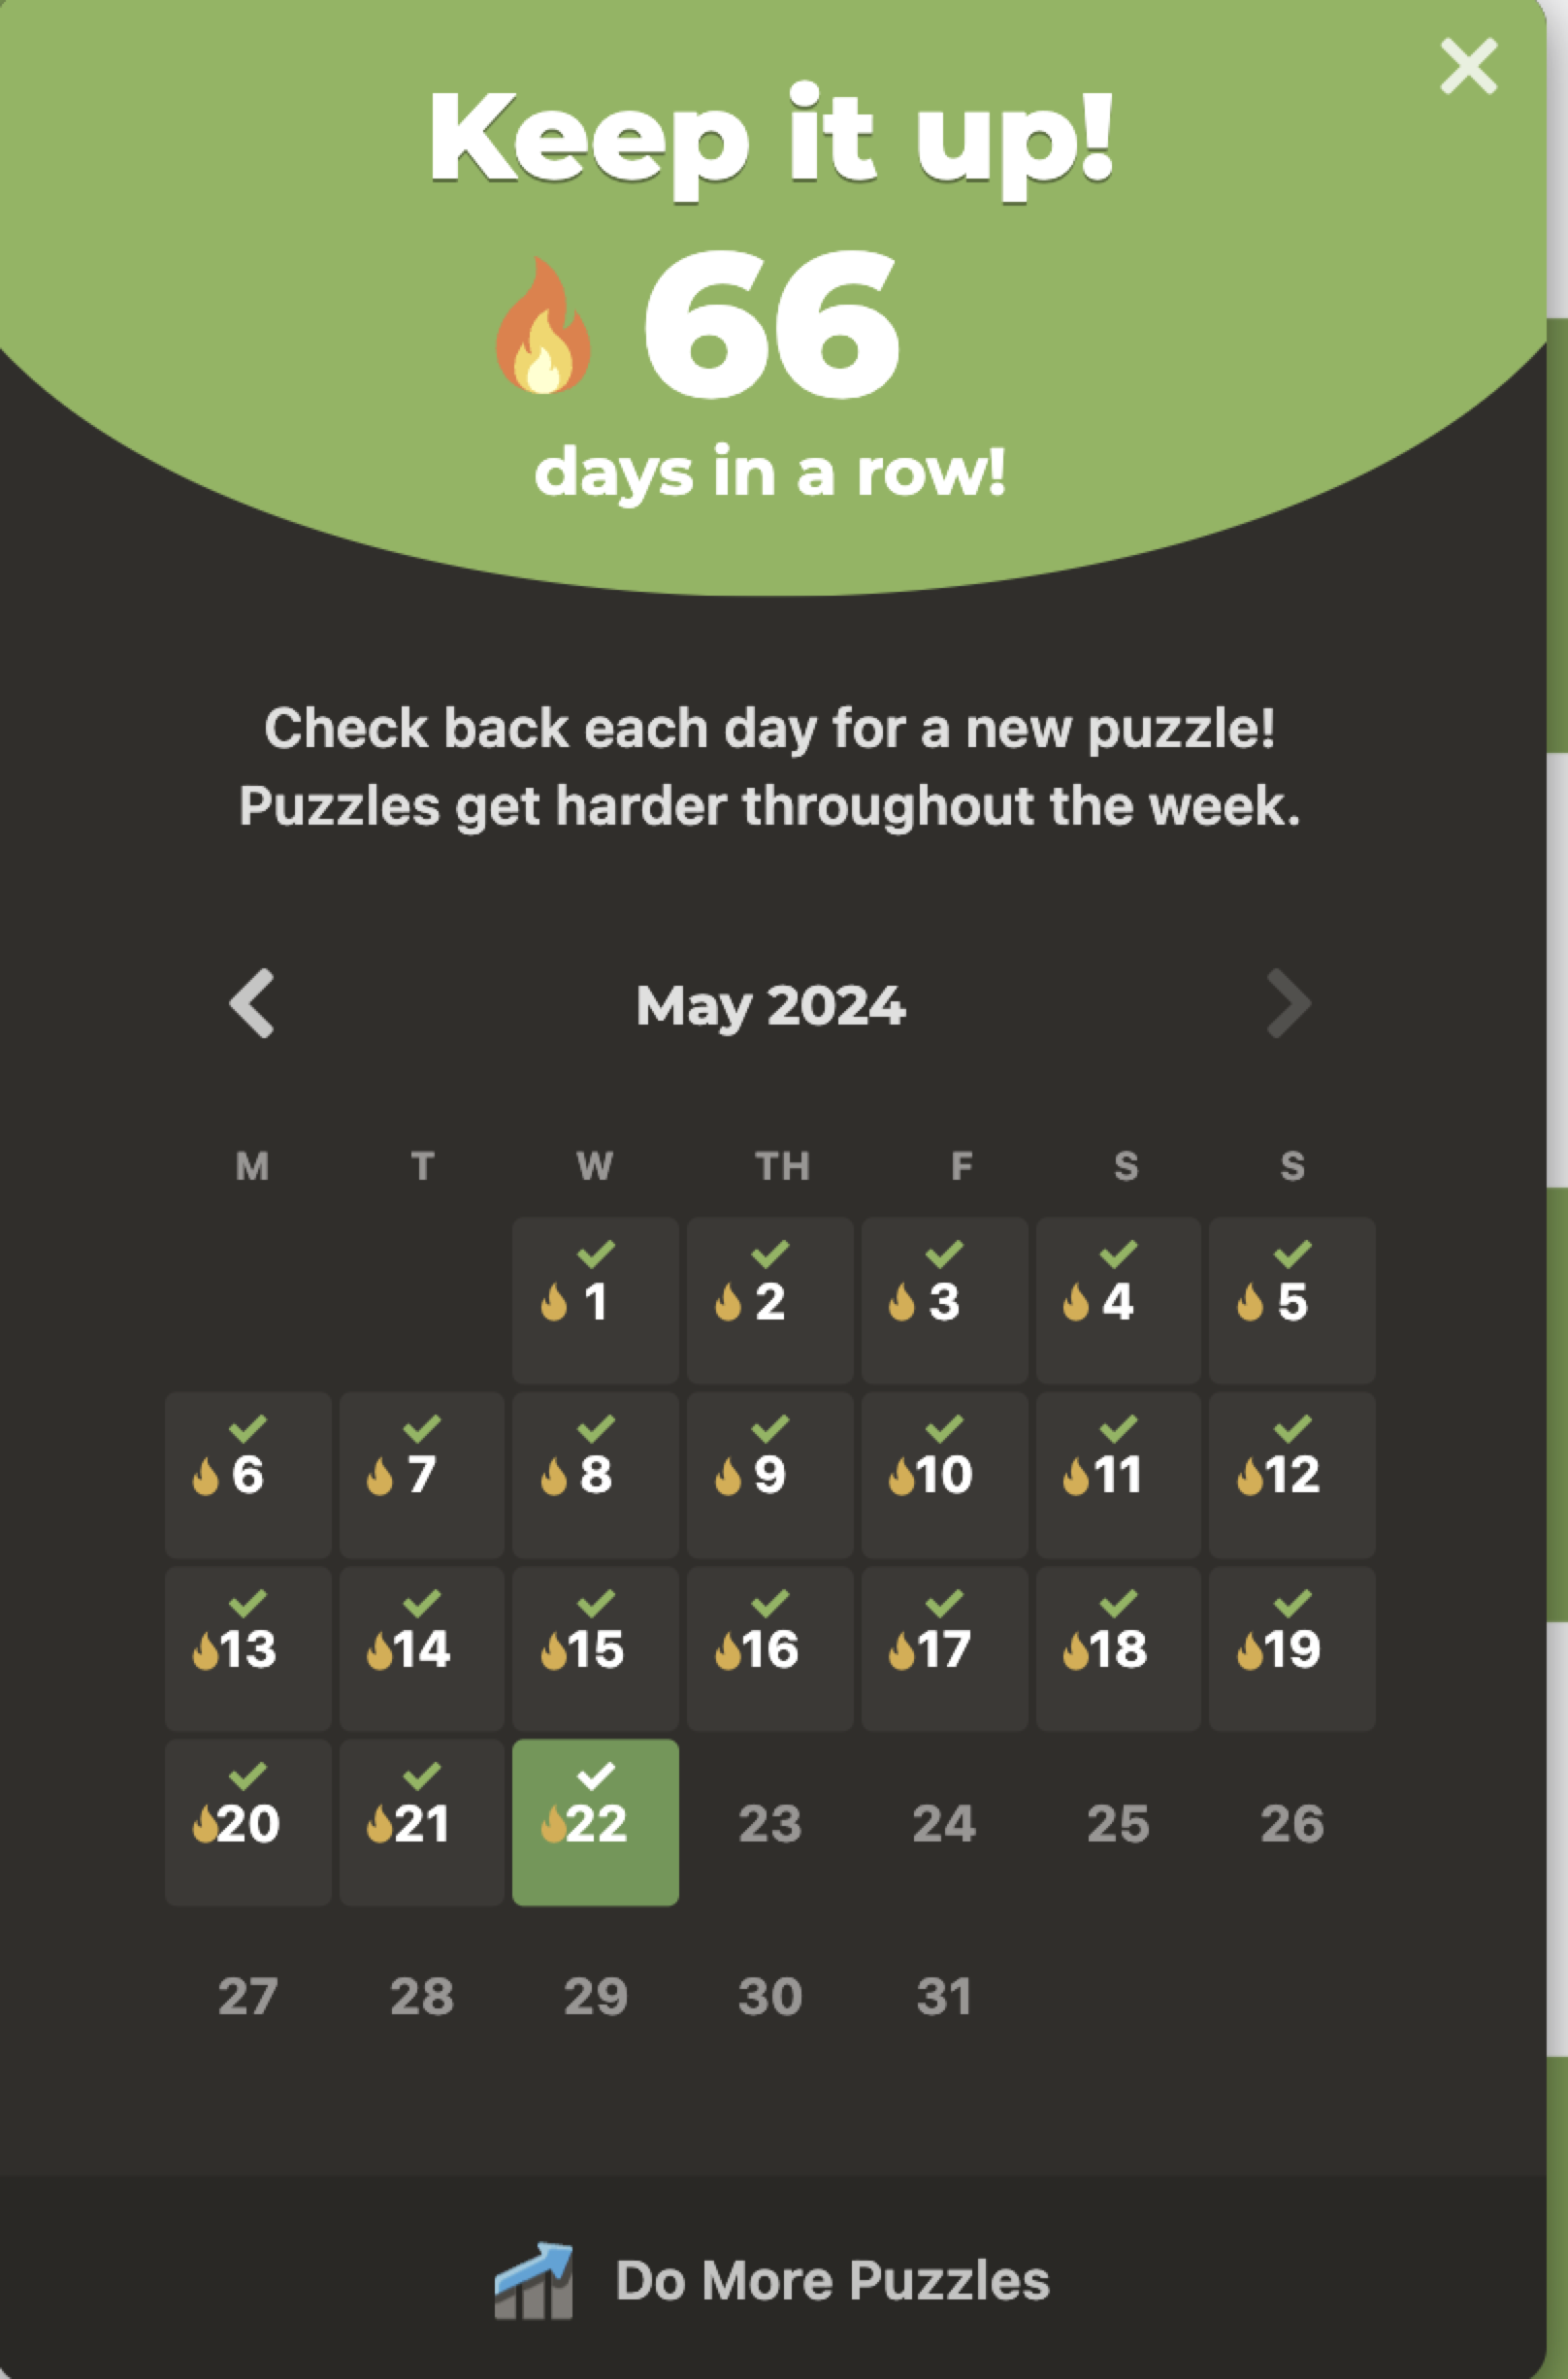 Keep it up!
66
days in a row!
Check back each day for a new puzzle!
Puzzles get harder throughout the week.
May 2024
M T W TH F S S
1 2 3 4 5
6 7 8 9 10 11 12
13 14 15 16 17 18 19
20 21 22 23 24 25 26
27 28 29 30 31
Do More Puzzles